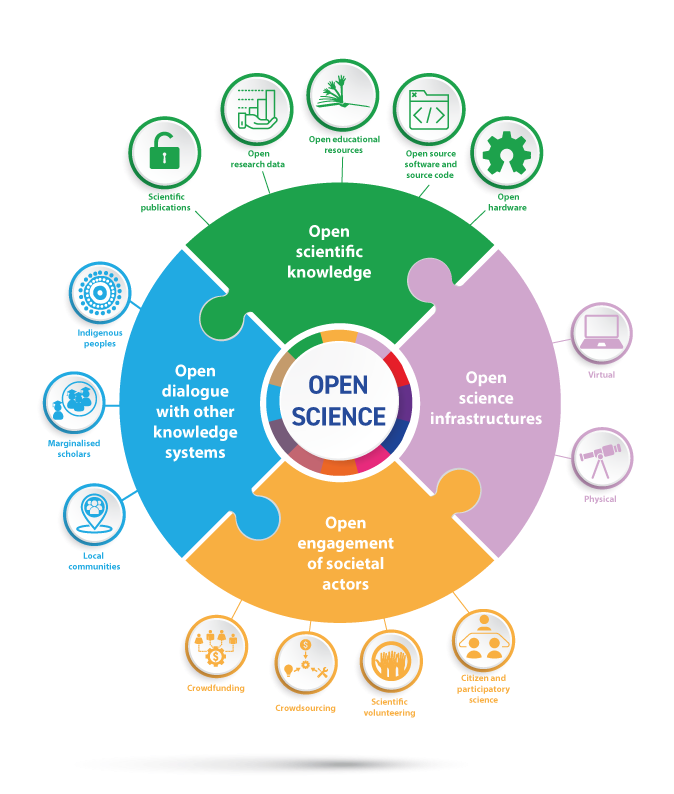 Open educational
resources
Open
research data
Open source
software and
source code
Scientific
publications
Open
hardware
Open
scientific
knowledge
Indigenous
peoples
Marginalised
scholars
Local
communities
Open
dialogue
with other
knowledge
systems
OPEN
SCIENCE
Open
science
infrastructures
Virtual
Physical
Open
engagement
of societal
actors
$
$
Crowdfunding
Crowdsourcing
Scientific
volunteering
Citizen and
participatory
science